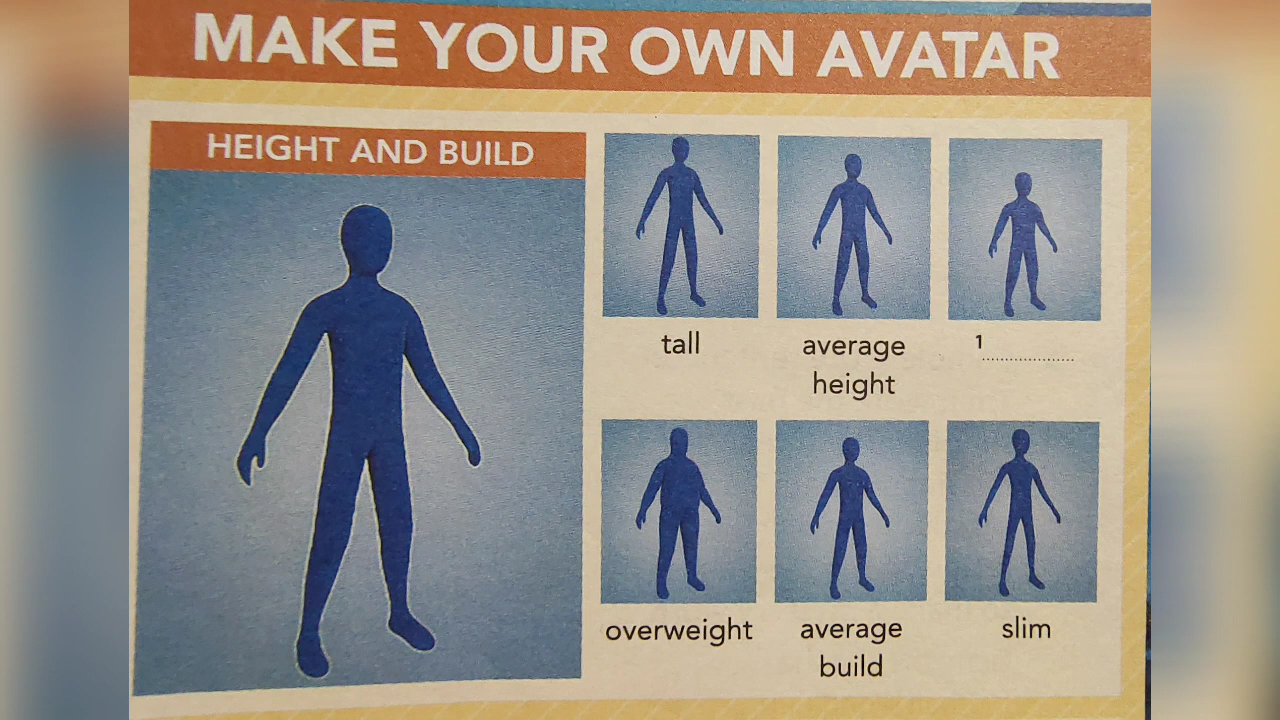 MAKE YOUR OWN AVATAR
HEIGHT AND BUILD
tall
average
height
1 ....................
overweight
average
build
slim